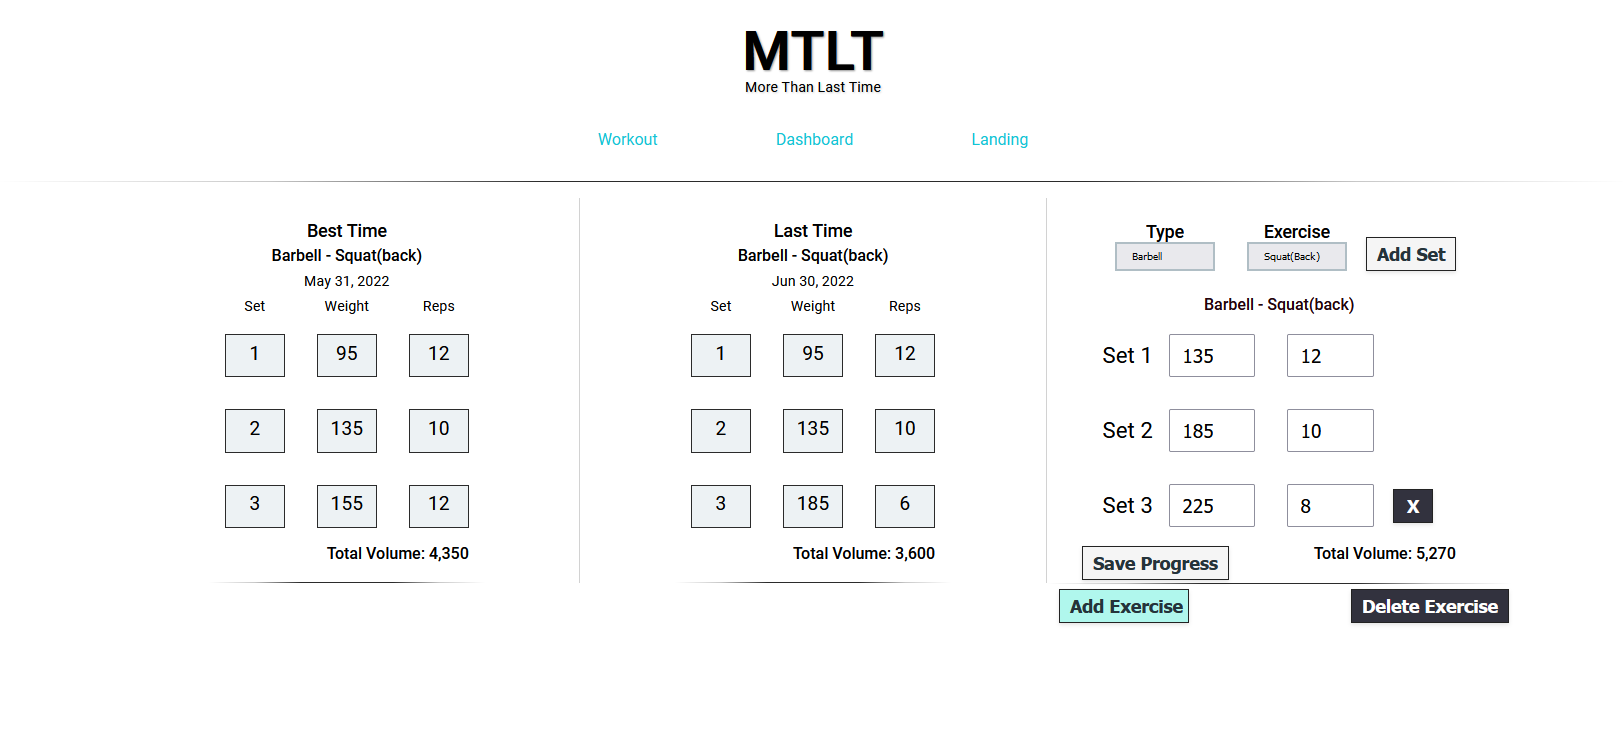 MTLT
More Than Last Time
Workout Dashboard Landing
Best Time
Barbell - Squat(back)
May 31, 2022
Set Weight Reps
1 95 12
2 135 10
3 155 12
Total Volume: 4,350
Last Time
Barbell - Squat(back)
Jun 30, 2022
Set Weight Reps
1 95 12
2 135 10
3 185 6
Total Volume: 3,600
Type Exercise
Barbell Squat(Back) Add Set
Barbell - Squat(back)
Set 1 135 12
Set 2 185 10
Set 3 225 8 X
Total Volume: 5,270
Save Progress
Add Exercise Delete Exercise